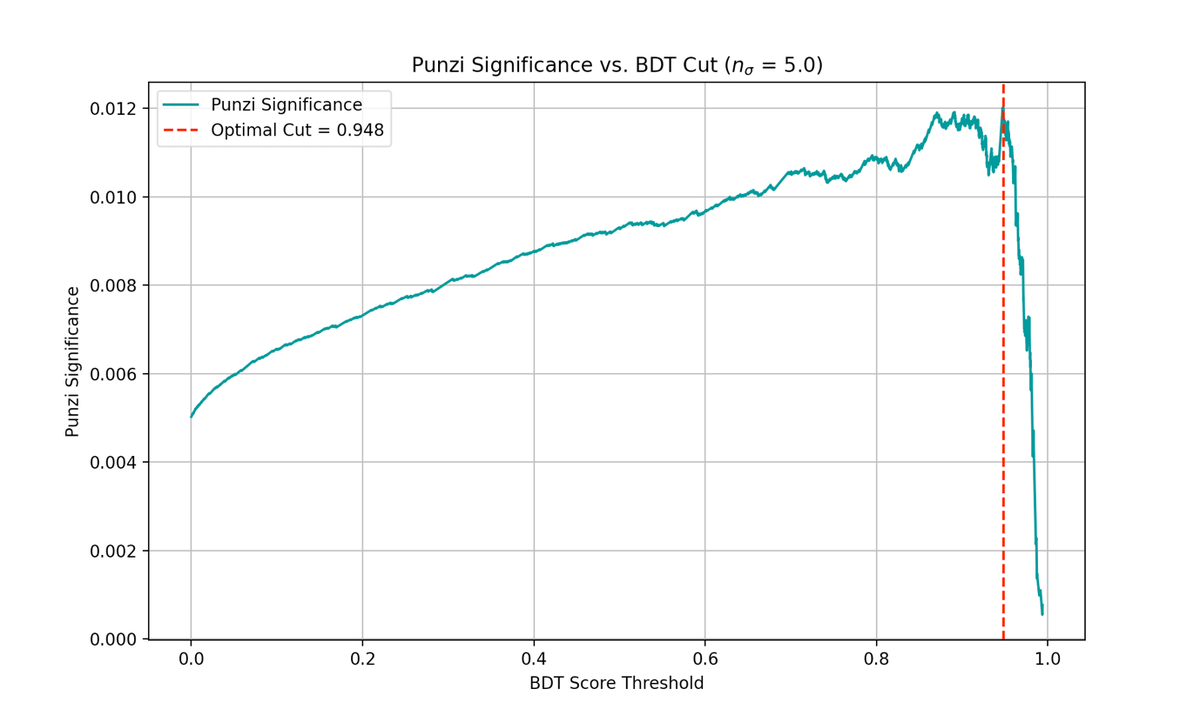 Punzi Significance vs. BDT Cut (nσ = 5.0)
Punzi Significance
Optimal Cut = 0.948
0.012
0.010
0.008
0.006
0.004
0.002
0.000
Punzi Significance
0.0 0.2 0.4 0.6 0.8 1.0
BDT Score Threshold